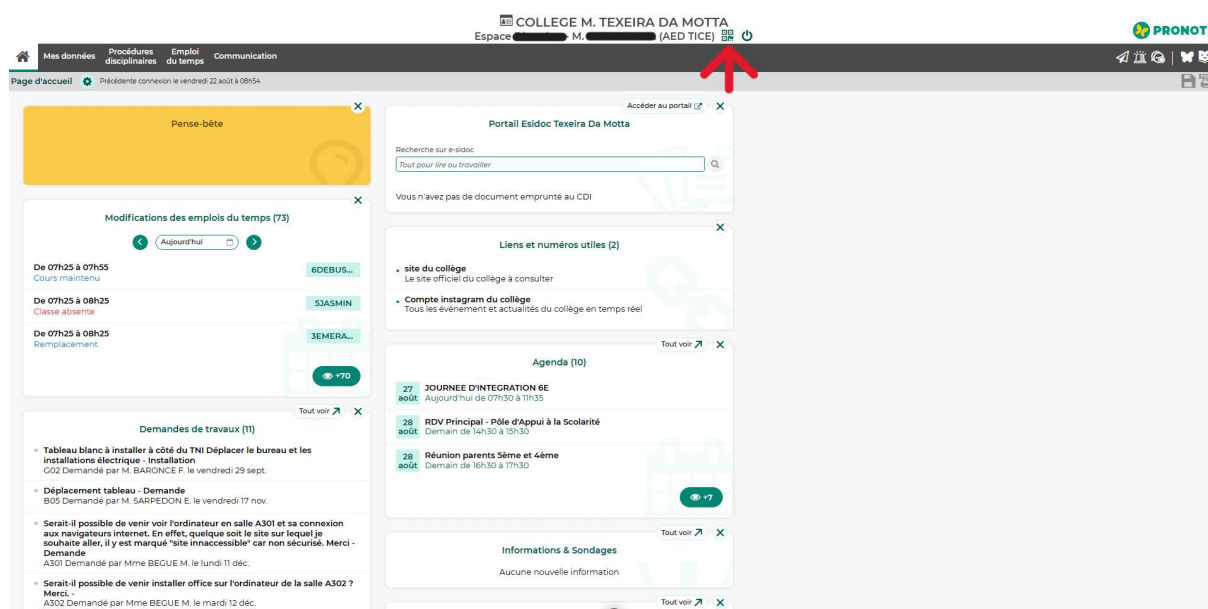 COLLEGE M. TEXEIRA DA MOTTA
Espace - M. (AED TICE)
PRONOT
Mes données
Procédures disciplinaires
Emploi du temps
Communication
Page d'accueil
Précédente connexion le vendredi 22 août à 08h54
Pense-bête
Modifications des emplois du temps (73)
Aujourd'hui
De 07h25 à 07h55
6DEBUS...
Cours maintenu
De 07h25 à 08h25
5JASMIN
Classe absente
De 07h25 à 08h25
3EMERA...
Remplacement
+70
Tout voir
Demandes de travaux (11)
Tableau blanc à installer à côté du TNI Déplacer le bureau et les
installations électrique - Installation
G02 Demandé par M. BARONCE F. le vendredi 29 sept.
Déplacement tableau - Demande
B05 Demandé par M. SARPEDON E. le vendredi 17 nov.
Serait-il possible de venir voir l'ordinateur en salle A301 et sa connexion
aux navigateurs internet. En effet, quelque soit le site sur lequel je
souhaite aller, il y est marqué "site innaccessible" car non sécurisé. Merci -
Demande
A301 Demandé par Mme BEGUE M. le lundi 11 déc.
Serait-il possible de venir installer office sur l'ordinateur de la salle A302 ?
Merci. -
A302 Demandé par Mme BEGUE M. le mardi 12 déc.
Accéder au portail
Portail Esidoc Texeira Da Motta
Recherche sur e-sidoc
Tout pour lire ou travailler
Vous n'avez pas de document emprunté au CDI
Liens et numéros utiles (2)
site du collège
Le site officiel du collège à consulter
Compte instagram du collège
Tous les évènement et actualités du collège en temps réel
Tout voir
Agenda (10)
27 août
JOURNEE D'INTEGRATION 6E
Aujourd'hui de 07h30 à 11h35
28 août
RDV Principal - Pôle d'Appui à la Scolarité
Demain de 14h30 à 15h30
28 août
Réunion parents 5ème et 4ème
Demain de 16h30 à 17h30
+7
Tout voir
Informations & Sondages
Aucune nouvelle information
Tout voir